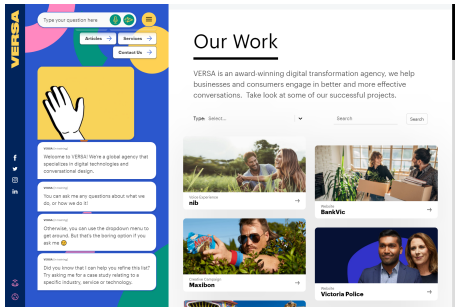 VERSA
Type your question here
Articles →
Services →
Contact Us →
Welcome to VERSA! We're a global agency that
specializes in digital technologies and
conversational design.
You can ask me any questions about what we
do, or how we do it!
Otherwise, you can use the dropdown menu to
get around. But that's the boring option if you
ask me 😉
Did you know that I can help you refine this list?
Try asking me for a case study relating to a
specific industry, service or technology.
Our Work
VERSA is an award-winning digital transformation agency, we help
businesses and consumers engage in better and more effective
conversations. Take look at some of our successful projects.
Type Select...
Search
Search
Voice Experience
nib →
Website
BankVic →
Creative Campaign
Maxibon →
Website
Victoria Police →